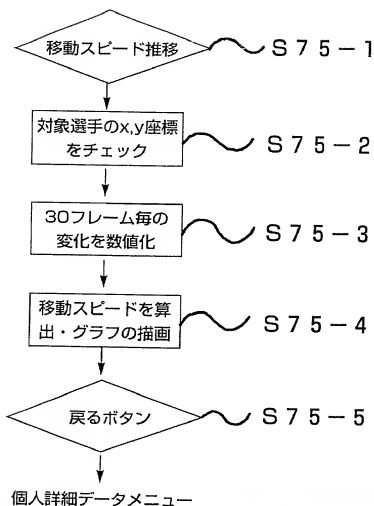 移動スピード推移
S75-1
対象選手のx,y座標
をチェック
S75-2
30フレーム毎の
変化を数値化
S75-3
移動スピードを算
出・グラフの描画
S75-4
戻るボタン
S75-5
個人詳細データメニュー